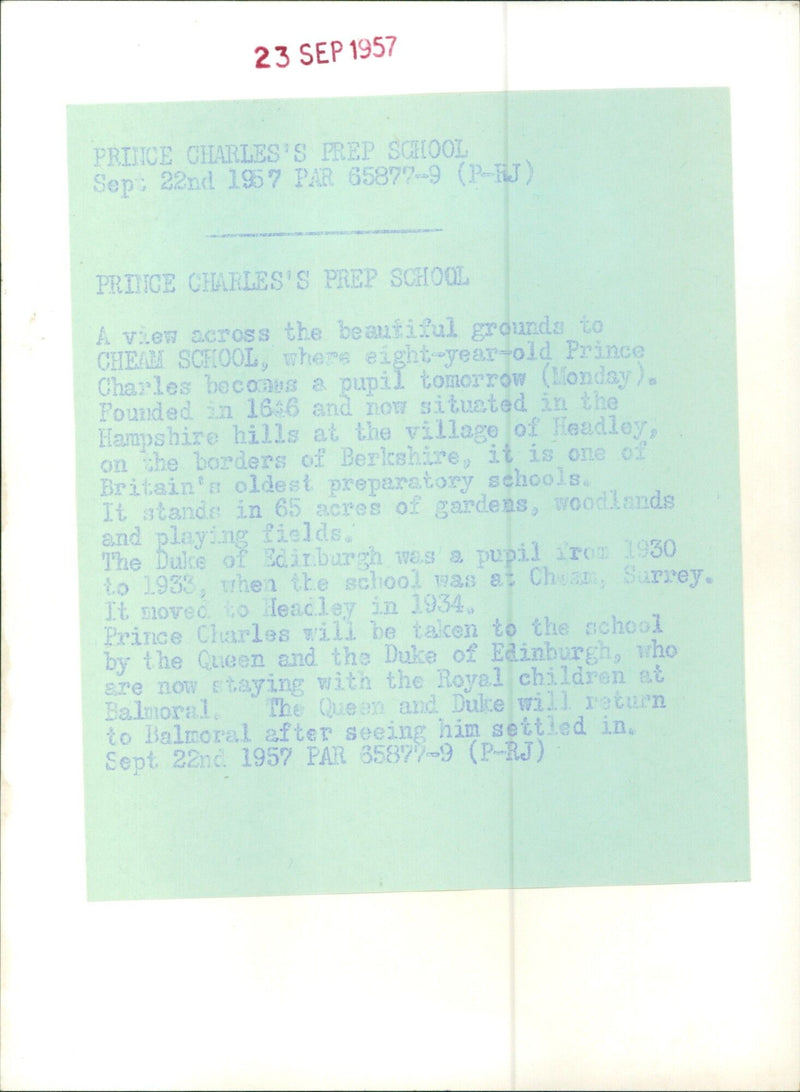 23 SEP 1957
PRINCE CHARLES'S PREP SCHOOL
Sept 22nd 1957 PAR 65877-9 (P-RJ)
PRINCE CHARLES'S PREP SCHOOL
A view across the beautiful grounds to
CHEAM SCHOOL, where eight-year-old Prince
Charles becomes a pupil tomorrow (Monday).
Founded in 1646 and now situated in the
Hampshire hills at the village of Headley,
on the borders of Berkshire, it is one of
Britain's oldest preparatory schools.
It stands in 65 acres of gardens, woodlands
and playing fields.
The Duke of Edinburgh was a pupil from 1930
to 1933, when the school was at Cheam, Surrey.
It moved to Headley in 1934.
Prince Charles will be taken to the school
by the Queen and the Duke of Edinburgh, who
are now staying with the Royal children at
Balmoral. The Queen and Duke will return
to Balmoral after seeing him settled in.
Sept 22nd 1957 PAR 65877-9 (P-RJ)